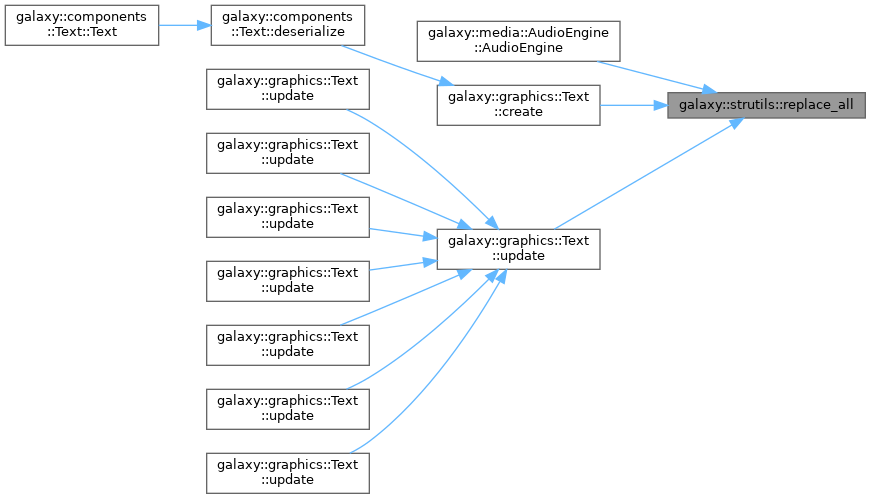 galaxy::components
::Text::Text
galaxy::components
::Text::deserialize
galaxy::media::AudioEngine
::AudioEngine
galaxy::graphics::Text
::update
galaxy::graphics::Text
::create
galaxy::strutils::replace_all
galaxy::graphics::Text
::update
galaxy::graphics::Text
::update
galaxy::graphics::Text
::update
galaxy::graphics::Text
::update
galaxy::graphics::Text
::update
galaxy::graphics::Text
::update
galaxy::graphics::Text
::update